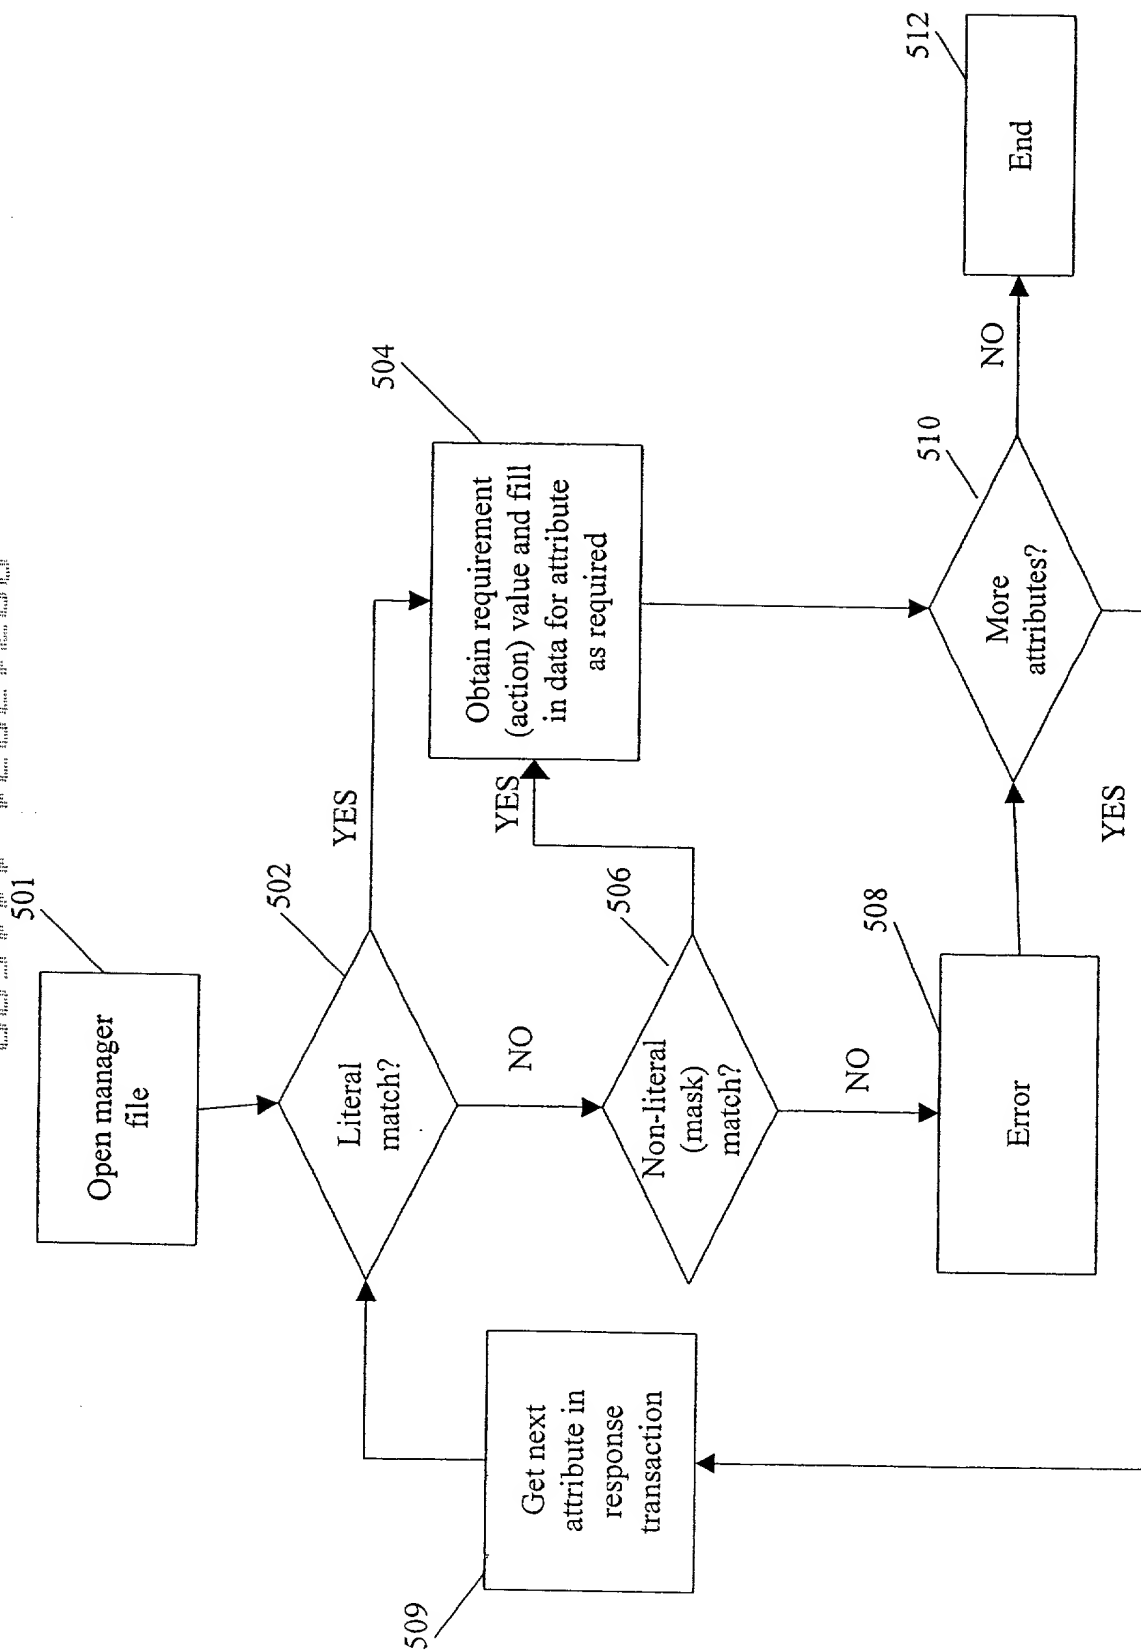 501
Open manager
file
502
Literal
match?
YES
NO
504
Obtain requirement
(action) value and fill
in data for attribute
as required
506
Non-literal
(mask)
match?
YES
NO
508
Error
509
Get next
attribute in
response
transaction
510
More
attributes?
YES
NO
512
End